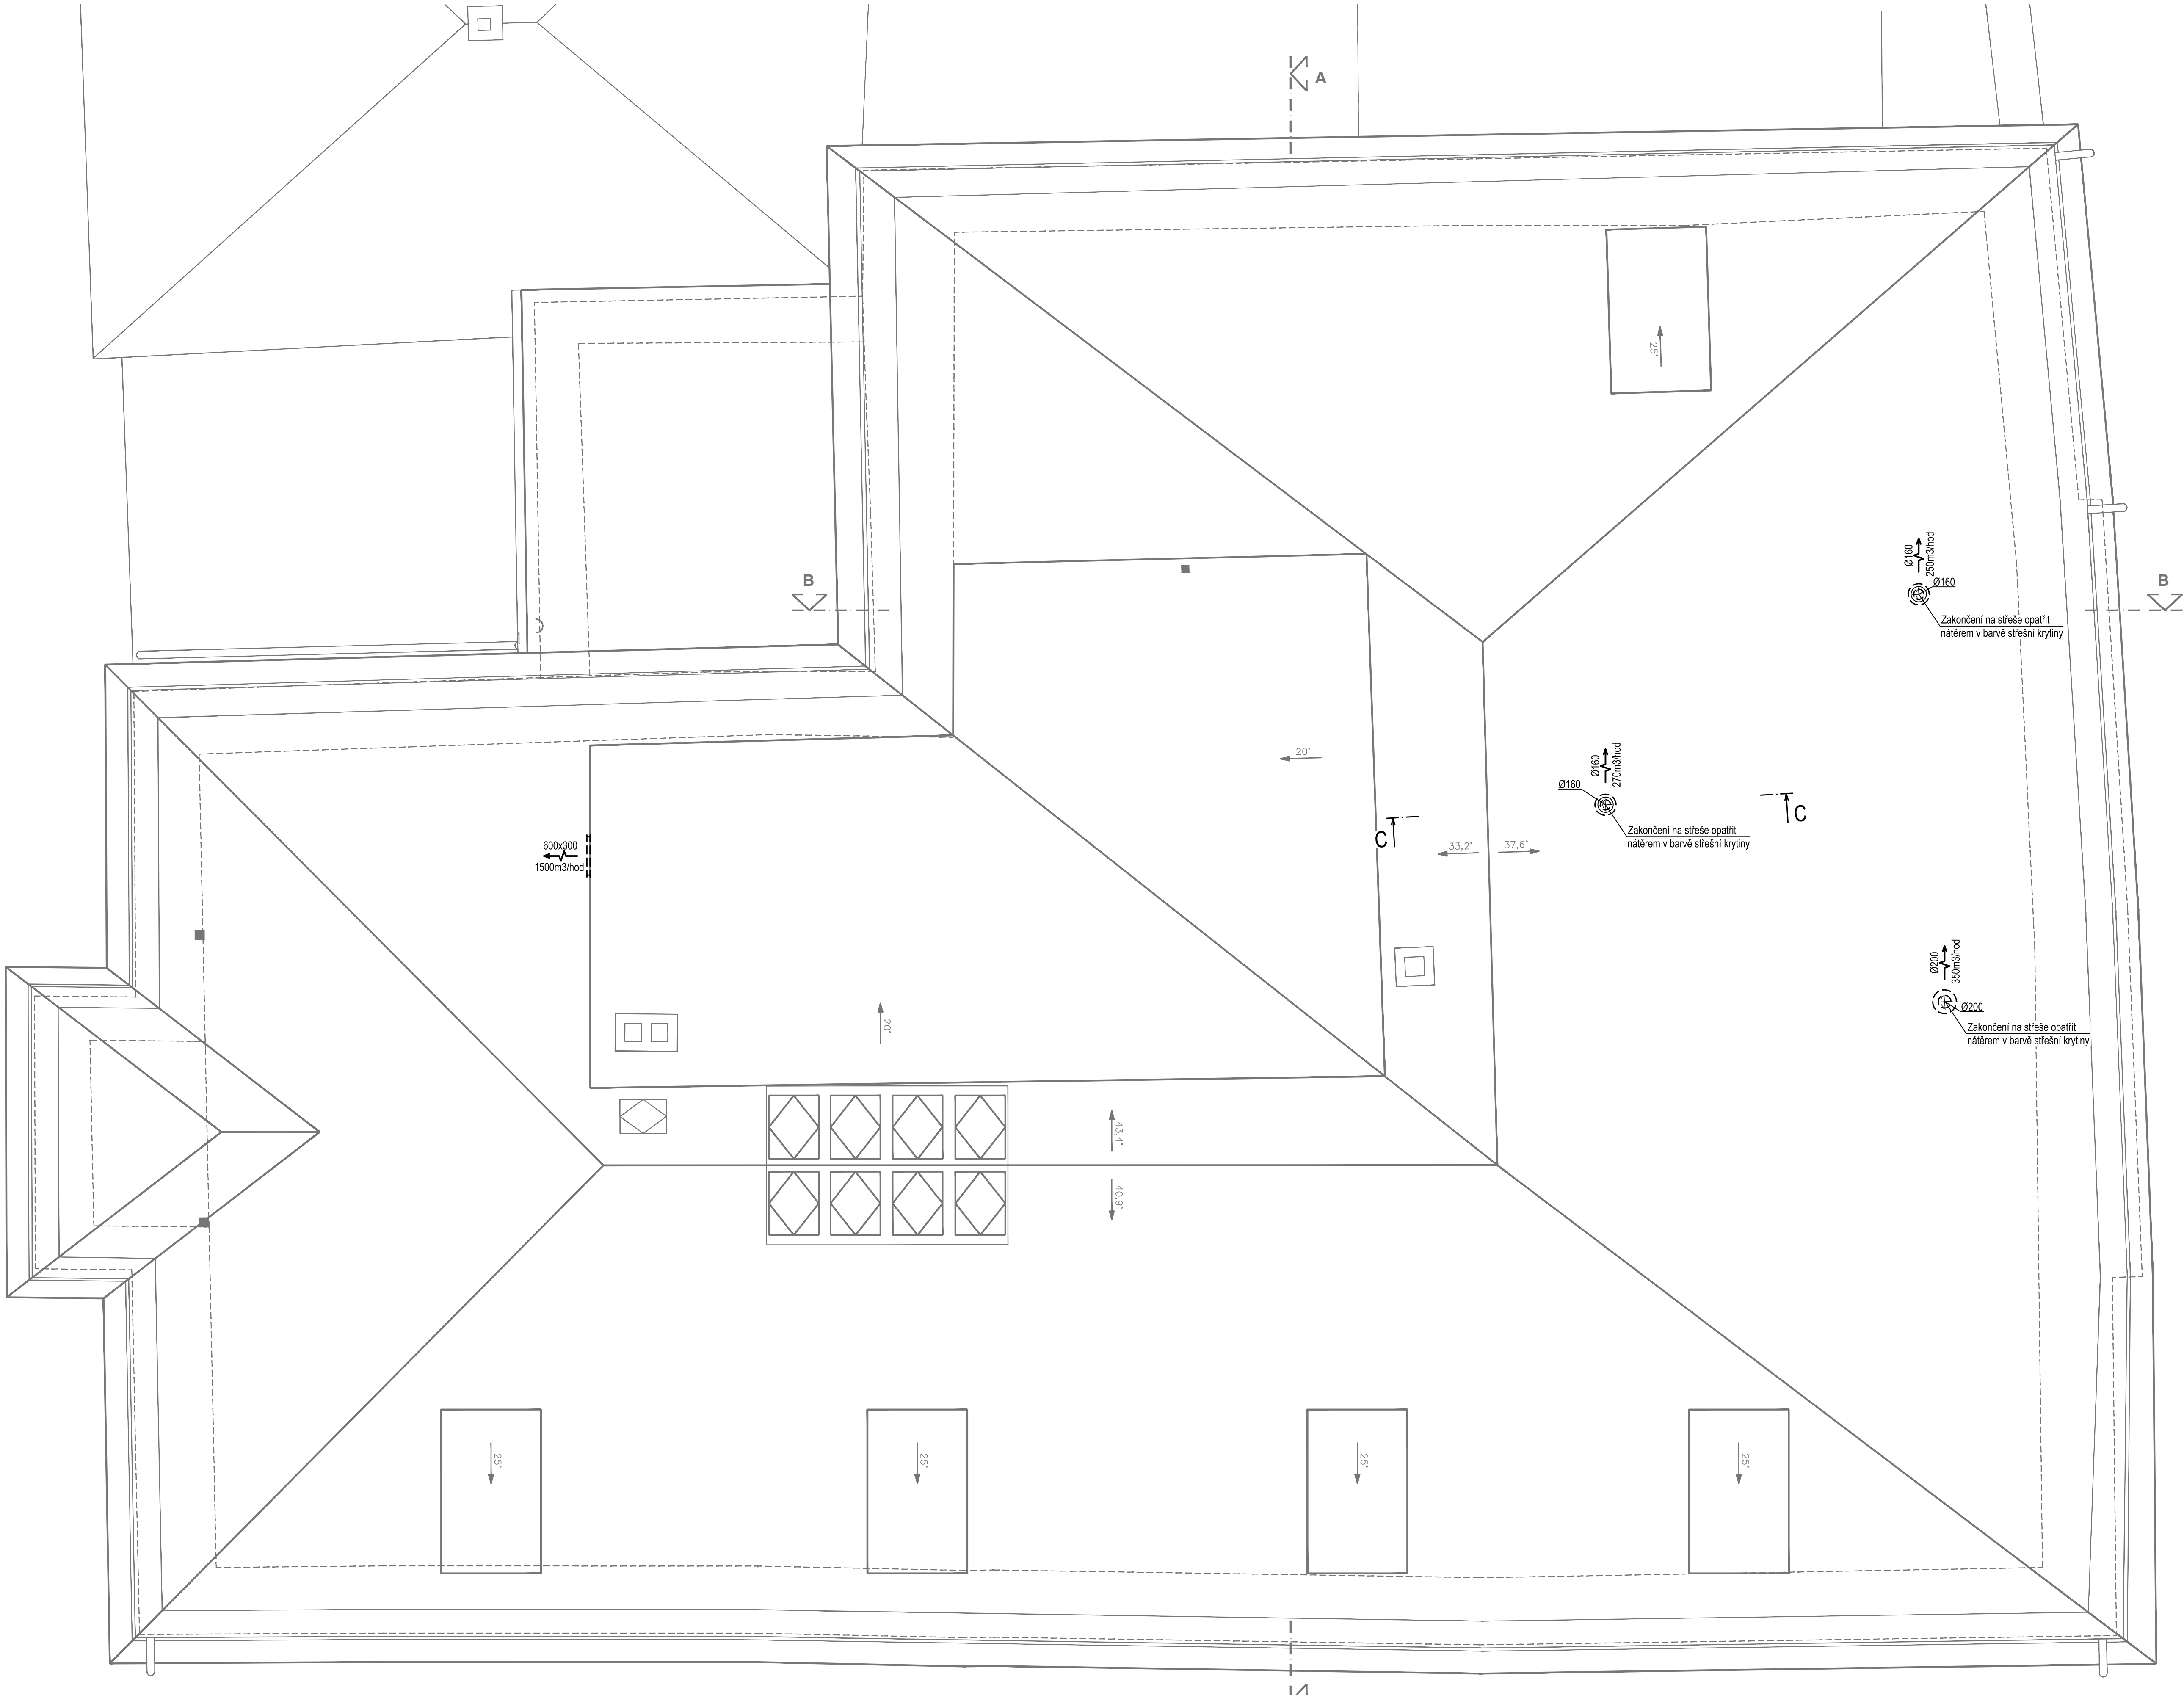 A
25°
Ø160
250m3/hod
Ø160
B
B
Zakončení na střeše opatřit
nátěrem v barvě střešní krytiny
20°
Ø160
270m3/hod
Ø160
C
C
Zakončení na střeše opatřit
nátěrem v barvě střešní krytiny
600x300
1500m3/hod
33,2°
37,6°
Ø200
350m3/hod
Ø200
Zakončení na střeše opatřit
nátěrem v barvě střešní krytiny
20°
43,4°
40,9°
25°
25°
25°
25°